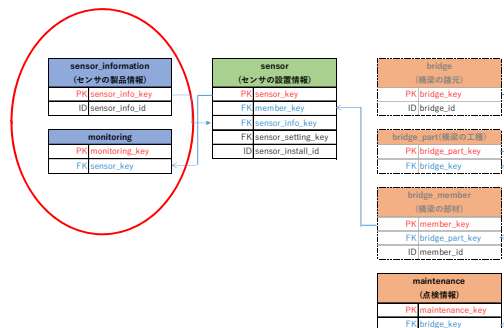 sensor_information
(センサの製品情報)
PK sensor_info_key
ID sensor_info_id
monitoring
PK monitoring_key
FK sensor_key
sensor
(センサの設置情報)
PK sensor_key
FK member_key
FK sensor_info_key
FK sensor_setting_key
ID sensor_install_id
bridge
(橋梁の諸元)
PK bridge_key
ID bridge_id
bridge_part(橋梁の工種)
PK bridge_part_key
FK bridge_key
bridge_member
(橋梁の部材)
PK member_key
FK bridge_part_key
ID member_id
maintenance
(点検情報)
PK maintenance_key
FK bridge_key